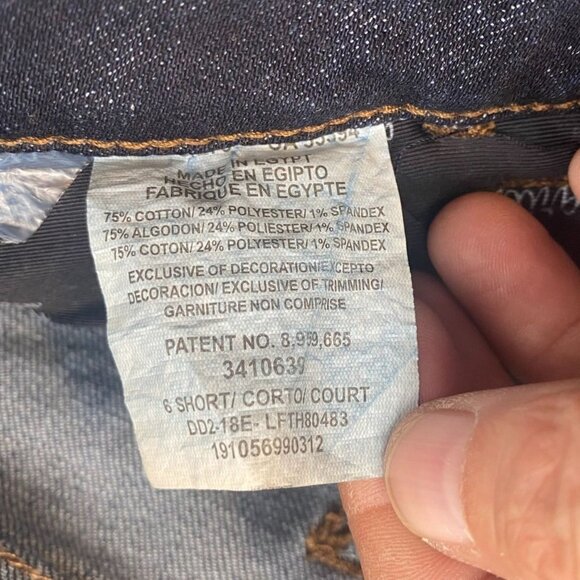 MADE IN EGYPT
HECHO EN EGIPTO
FABRIQUE EN EGYPTE
75% COTTON/ 24% POLYESTER/ 1% SPANDEX
75% ALGODON/ 24% POLYESTER/ 1% SPANDEX
75% COTON/ 24% POLYESTER/ 1% SPANDEX
EXCLUSIVE OF DECORATION/EXCEPTO
DECORACION/ EXCLUSIVE OF TRIMMING/
GARNITURE NON COMPRISE
PATENT NO. 8,959,665
3410639
6 SHORT/ CORTO/ COURT
DD2-18E- LFTH80483
191056990312